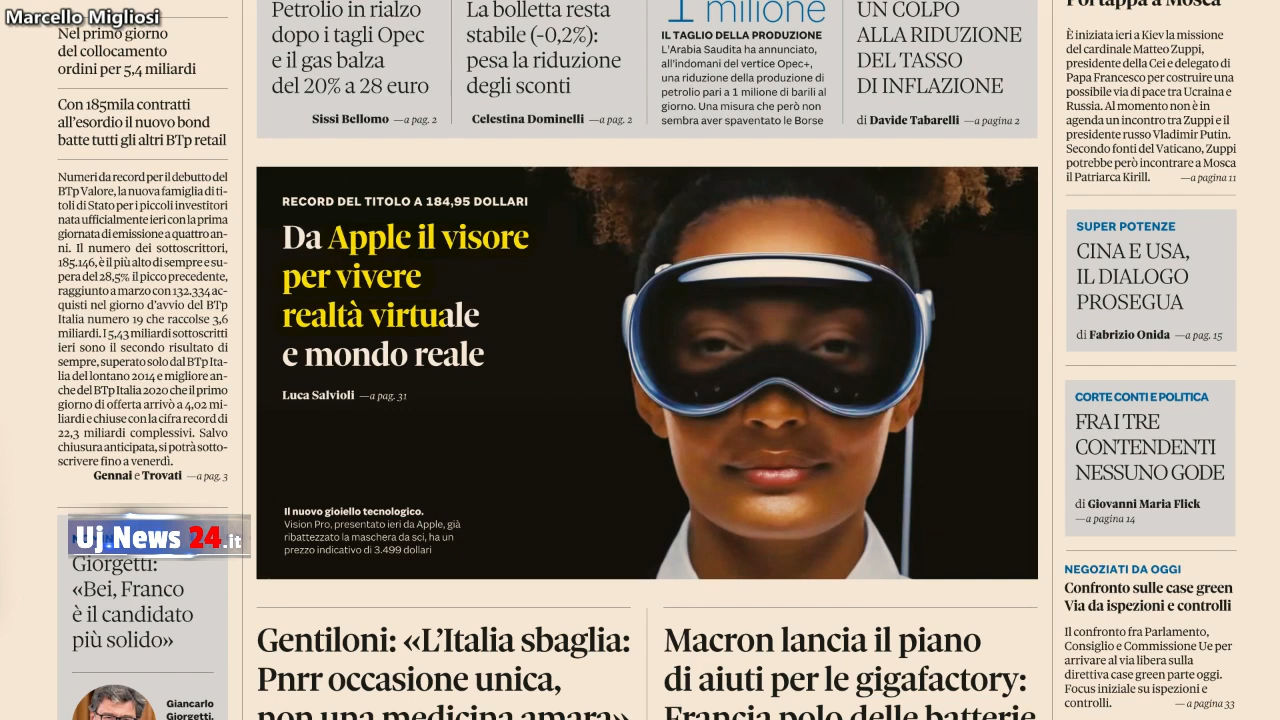 Marcello Migliosi
Nel primo giorno
del collocamento
ordini per 5,4 miliardi
Con 185mila contratti
all'esordio il nuovo bond
batte tutti gli altri BTp retail
Numeri da record per il debutto del
BTp Valore, la nuova famiglia di ti-
toli di Stato per i piccoli investitori
nata ufficialmente ieri con la prima
giornata di emissione a quattro an-
ni. Il numero dei sottoscrittori,
185.146, è il più alto di sempre e su-
pera del 28,5% il picco precedente,
raggiunto a marzo con 132.334 ac-
quisti nel giorno d'avvio del BTp
Italia numero 19 che raccolse 3,6
miliardi. I 5,43 miliardi sottoscritti
ieri sono il secondo risultato di
sempre, superato solo dal BTp Ita-
lia del lontano 2014 e migliore an-
che del BTp Italia 2020 che il primo
giorno di offerta arrivò a 4,02 mi-
liardi e chiuse con la cifra record di
22,3 miliardi complessivi. Salvo
chiusura anticipata, si potrà sotto-
scrivere fino a venerdì.
Gennai e Trovati —a pag. 3
Uj.News 24.it
Giorgetti:
«Bei, Franco
è il candidato
più solido»
Giancarlo
Giorgetti.
Petrolio in rialzo
dopo i tagli Opec
e il gas balza
del 20% a 28 euro
Sissi Bellomo —a pag. 2
La bolletta resta
stabile (-0,2%):
pesa la riduzione
degli sconti
Celestina Dominelli —a pag. 2
1 milione
IL TAGLIO DELLA PRODUZIONE
L'Arabia Saudita ha annunciato,
all'indomani del vertice Opec+,
una riduzione della produzione di
petrolio pari a 1 milione di barili al
giorno. Una misura che però non
sembra aver spaventato le Borse
UN COLPO
ALLA RIDUZIONE
DEL TASSO
DI INFLAZIONE
di Davide Tabarelli —a pagina 2
RECORD DEL TITOLO A 184,95 DOLLARI
Da Apple il visore
per vivere
realtà virtuale
e mondo reale
Luca Salvioli —a pag. 31
Il nuovo gioiello tecnologico.
Vision Pro, presentato ieri da Apple, già
ribattezzato la maschera da sci, ha un
prezzo indicativo di 3.499 dollari
Gentiloni: «L'Italia sbaglia:
Pnrr occasione unica,
non una medicina amara»
Macron lancia il piano
di aiuti per le gigafactory:
Francia polo delle batterie
Portappa a Mosca
È iniziata ieri a Kiev la missione
del cardinale Matteo Zuppi,
presidente della Cei e delegato di
Papa Francesco per costruire una
possibile via di pace tra Ucraina e
Russia. Al momento non è in
agenda un incontro tra Zuppi e il
presidente russo Vladimir Putin.
Secondo fonti del Vaticano, Zuppi
potrebbe però incontrare a Mosca
il Patriarca Kirill. —a pagina 11
SUPER POTENZE
CINA E USA,
IL DIALOGO
PROSEGUA
di Fabrizio Onida —a pag. 15
CORTE CONTI E POLITICA
FRA I TRE
CONTENDENTI
NESSUNO GODE
di Giovanni Maria Flick
—a pagina 14
NEGOZIATI DA OGGI
Confronto sulle case green
Via da ispezioni e controlli
Il confronto fra Parlamento,
Consiglio e Commissione Ue per
arrivare al via libera sulla
direttiva case green parte oggi.
Focus iniziale su ispezioni e
controlli. —a pagina 33